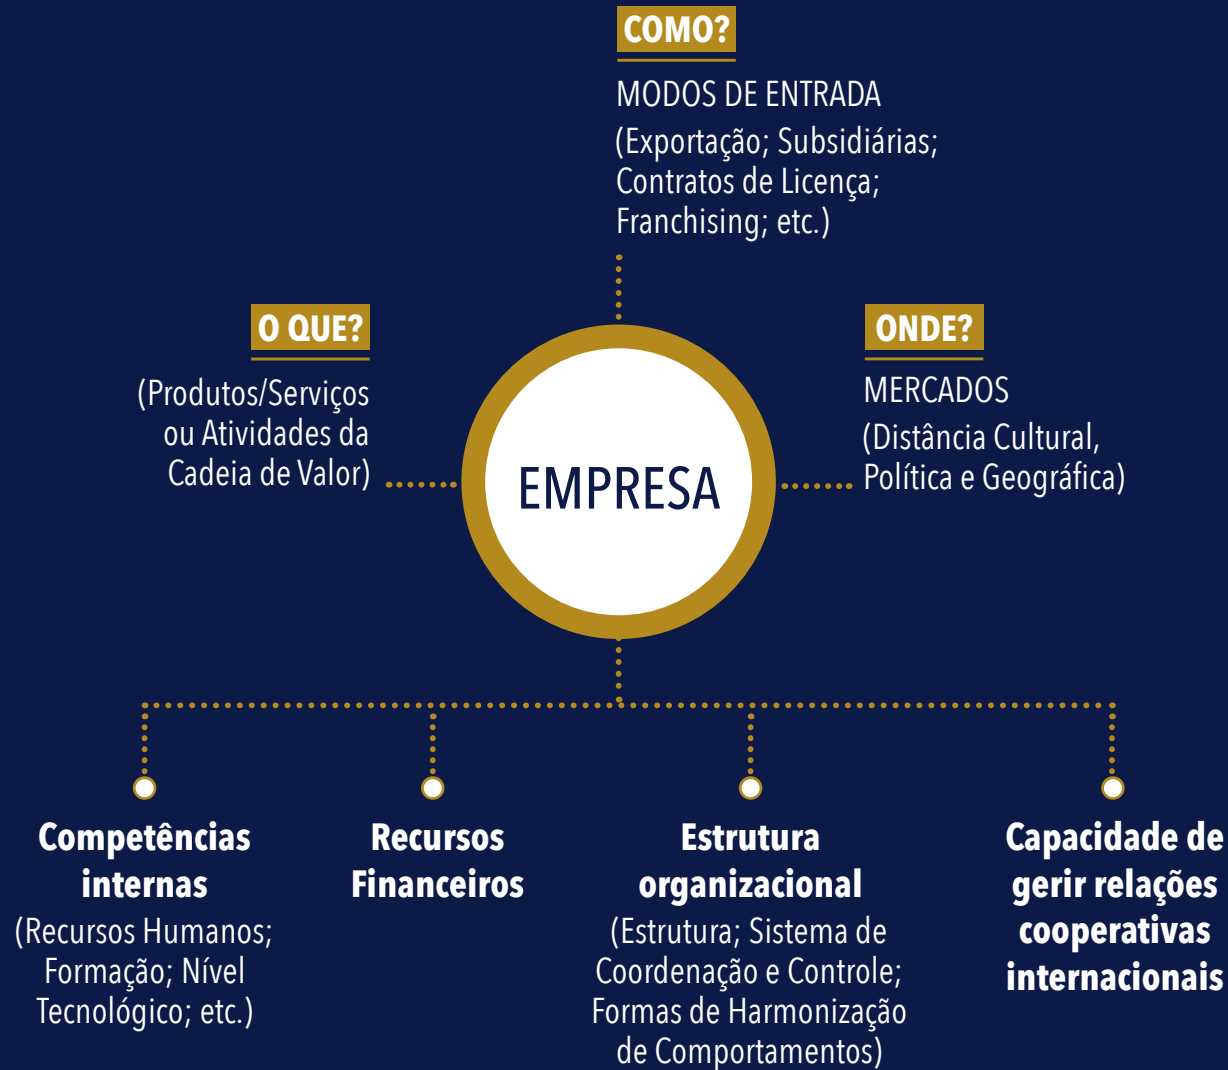 COMO?
MODOS DE ENTRADA
(Exportação; Subsidiárias;
Contratos de Licença;
Franchising; etc.)
O QUE?
(Produtos/Serviços
ou Atividades da
Cadeia de Valor)
ONDE?
MERCADOS
(Distância Cultural,
Política e Geográfica)
EMPRESA
Competências
internas
(Recursos Humanos;
Formação; Nível
Tecnológico; etc.)
Recursos
Financeiros
Estrutura
organizacional
(Estrutura; Sistema de
Coordenação e Controle;
Formas de Harmonização
de Comportamentos)
Capacidade de
gerir relações
cooperativas
internacionais